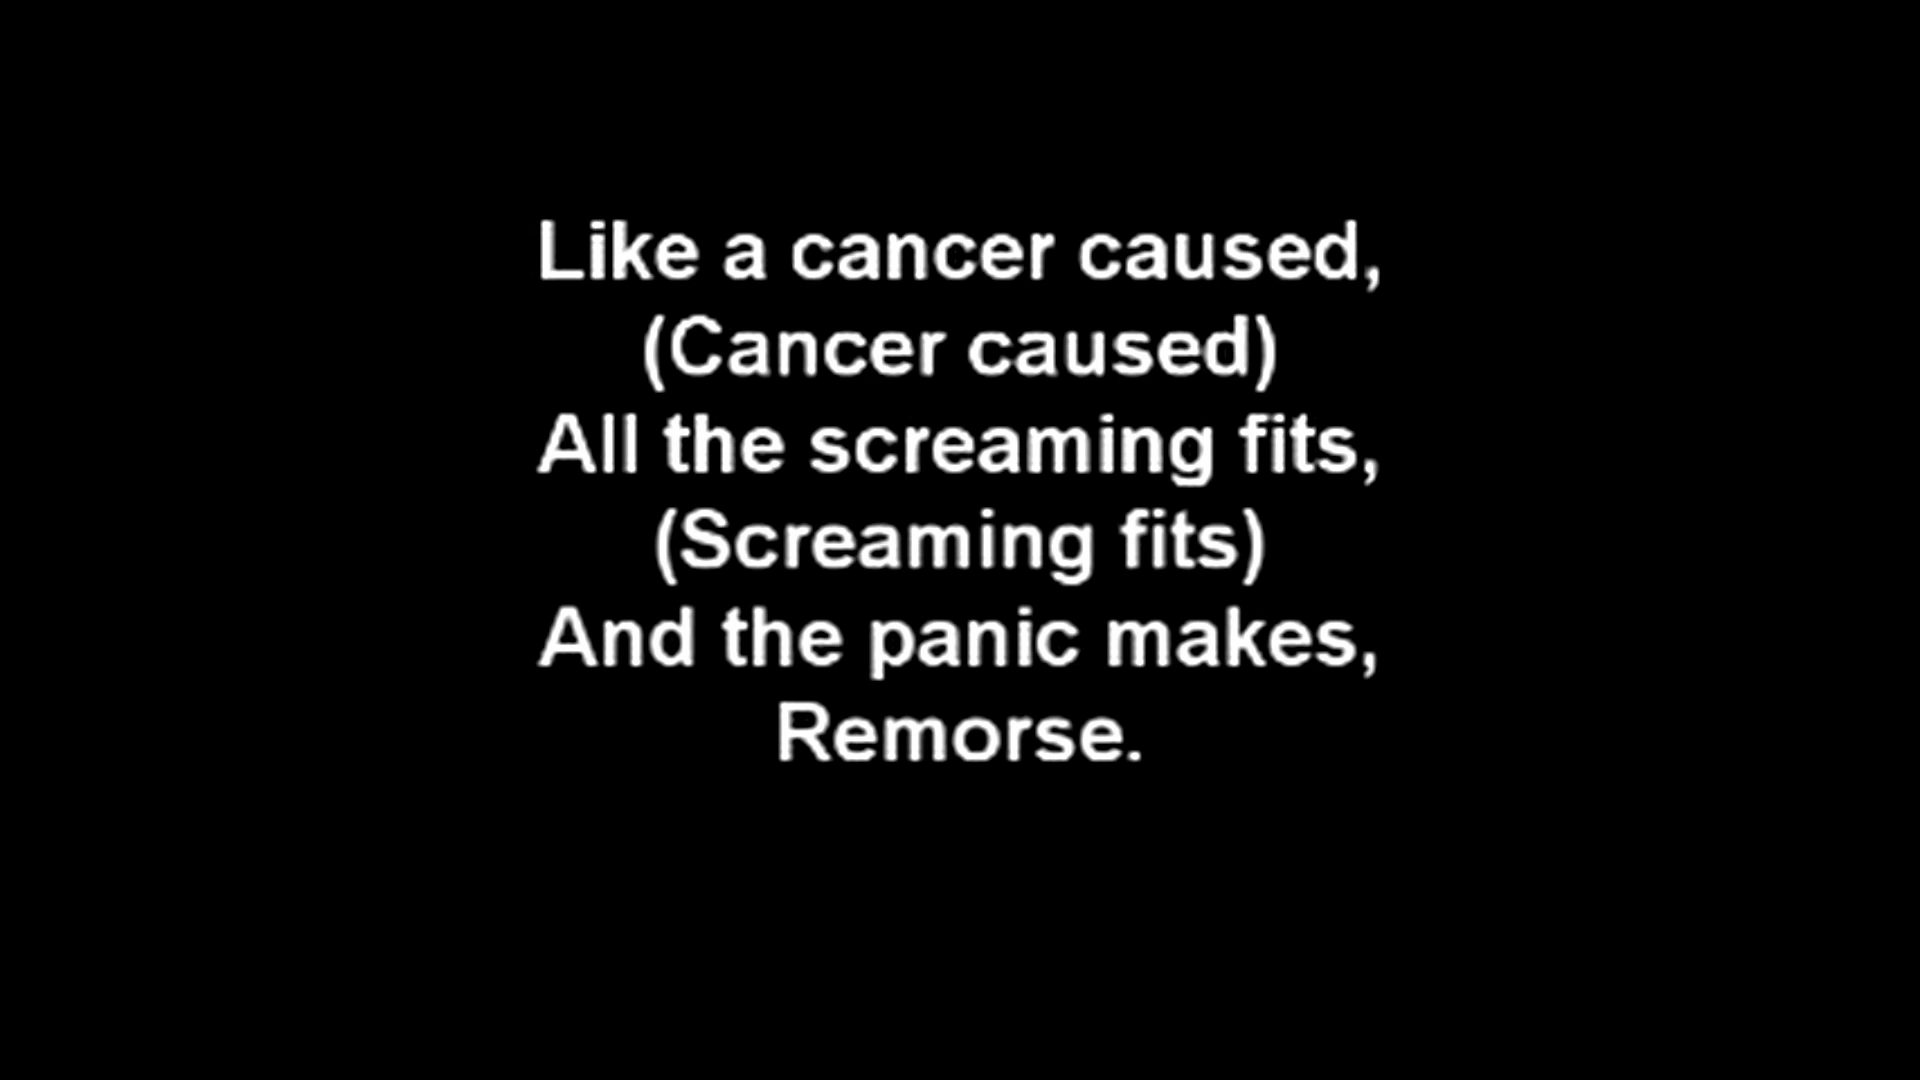 Like a cancer caused,
(Cancer caused)
All the screaming fits,
(Screaming fits)
And the panic makes,
Remorse.